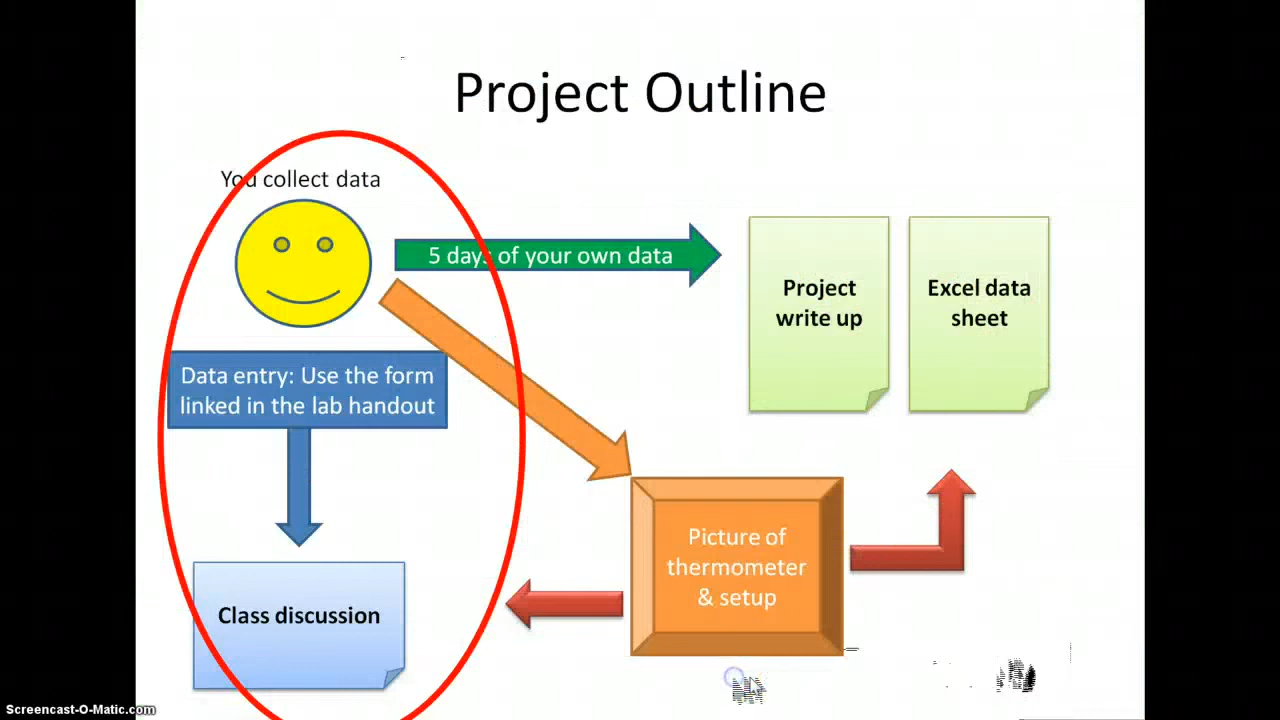 Project Outline
You collect data
5 days of your own data
Project
write up
Excel data
sheet
Data entry: Use the form
linked in the lab handout
Picture of
thermometer
& setup
Class discussion
Screencast-O-Matic.com